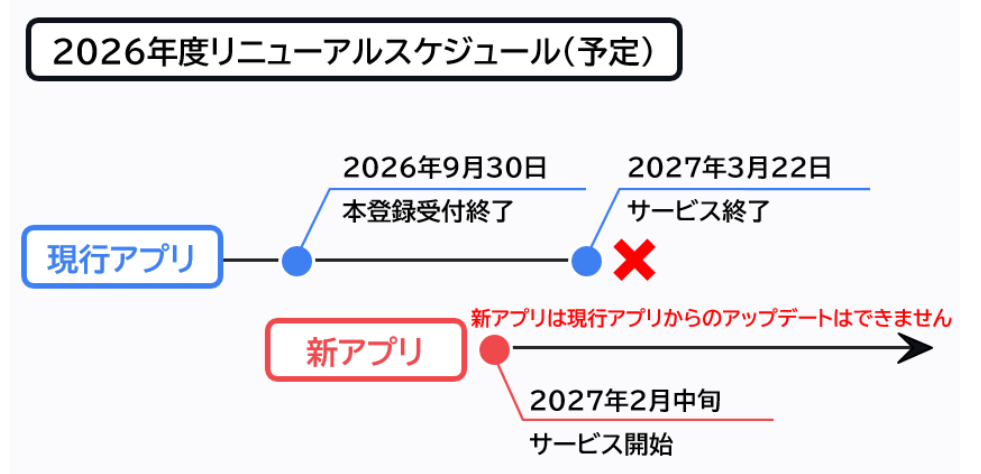 2026年度リニューアルスケジュール(予定)
2026年9月30日
本登録受付終了
2027年3月22日
サービス終了
現行アプリ
新アプリは現行アプリからのアップデートはできません
新アプリ
2027年2月中旬
サービス開始